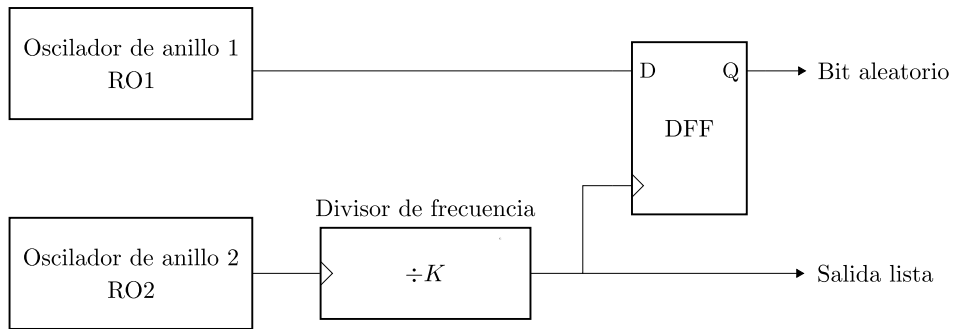 Oscilador de anillo 1
RO1
D
Q
Bit aleatorio
DFF
Divisor de frecuencia
Oscilador de anillo 2
RO2
÷K
Salida lista